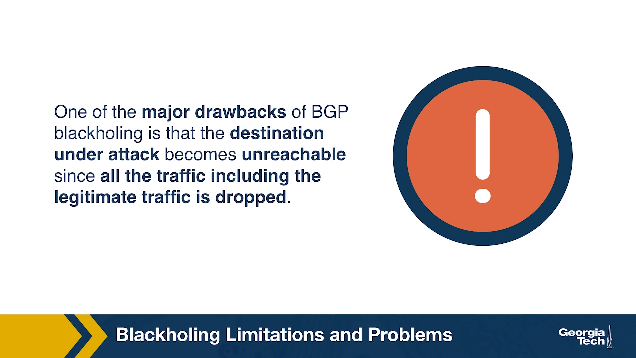 One of the major drawbacks of BGP
blackholing is that the destination
under attack becomes unreachable
since all the traffic including the
legitimate traffic is dropped.
Blackholing Limitations and Problems
Georgia
Tech